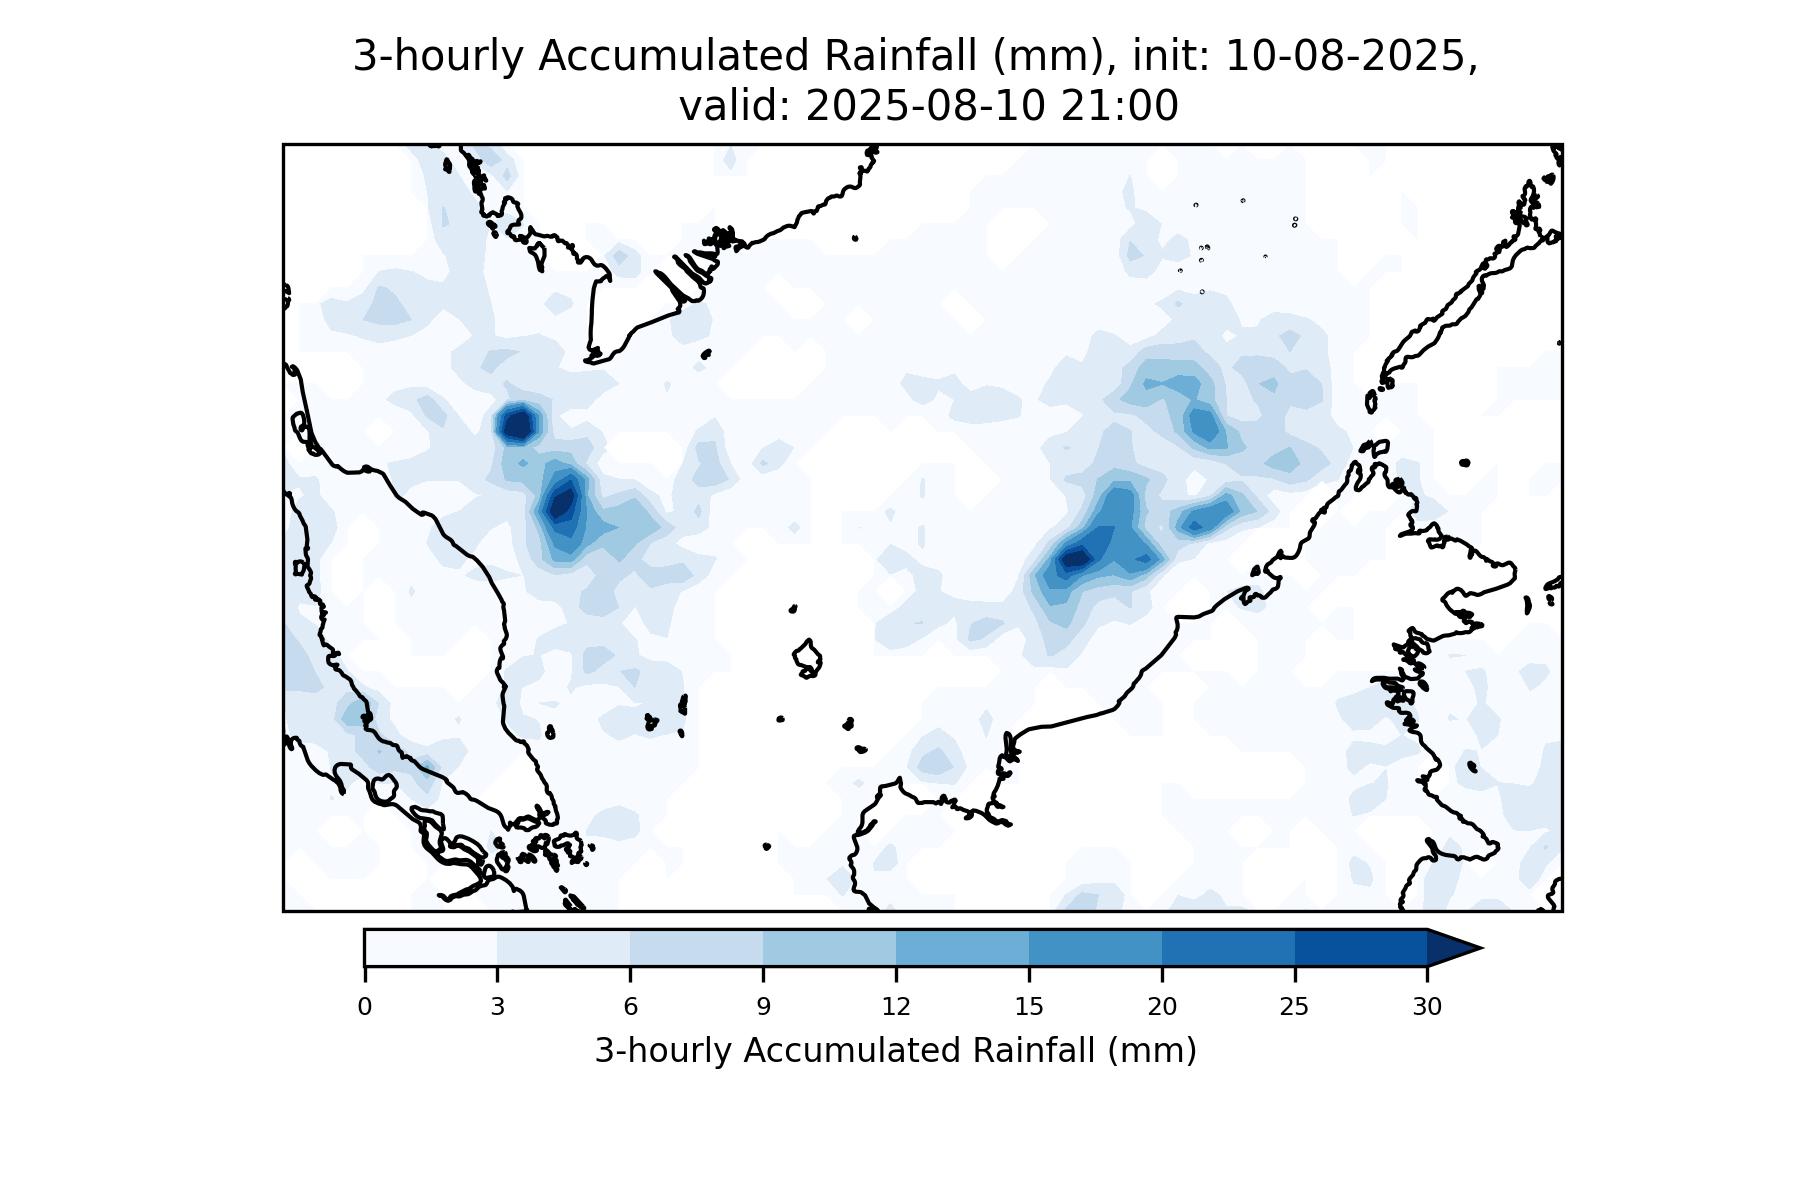 3-hourly Accumulated Rainfall (mm), init: 10-08-2025,
valid: 2025-08-10 21:00
0 3 6 9 12 15 20 25 30
3-hourly Accumulated Rainfall (mm)